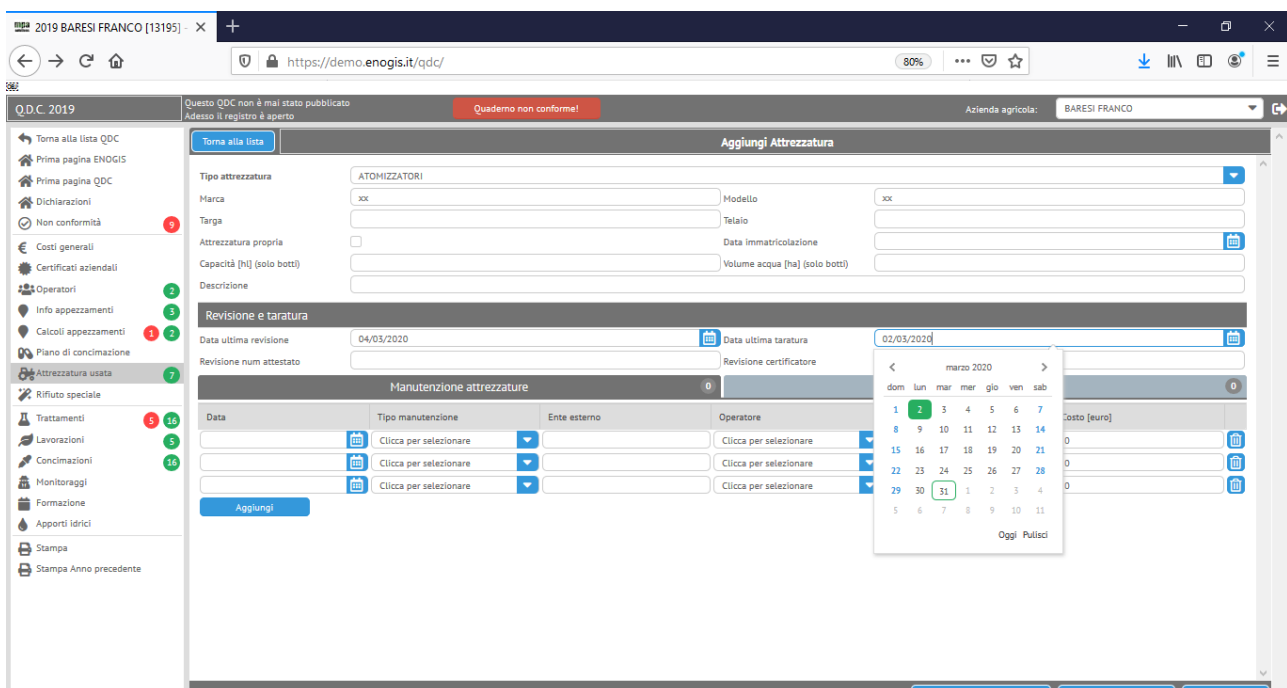 2019 BARESI FRANCO [13195] -
https://demo.enogis.it/qdc/
80%
Q.D.C. 2019
Questo QDC non è mai stato pubblicato
Adesso il registro è aperto
Quaderno non conforme!
Azienda agricola:
BARESI FRANCO
Torna alla lista QDC
Prima pagina ENOGIS
Prima pagina QDC
Dichiarazioni
Non conformità 9
Costi generali
Certificati aziendali
Operatori 2
Info appezzamenti 3
Calcoli appezzamenti 1 2
Piano di concimazione
Attrezzatura usata 7
Rifiuto speciale
Trattamenti 5 16
Lavorazioni 5
Concimazioni 16
Monitoraggi
Formazione
Apporti idrici
Stampa
Stampa Anno precedente
Torna alla lista
Aggiungi Attrezzatura
Tipo attrezzatura ATOMIZZATORI
Marca xx Modello xx
Targa Telaio
Attrezzatura propria Data immatricolazione
Capacità [hl] (solo botti) Volume acqua [ha] (solo botti)
Descrizione
Revisione e taratura
Data ultima revisione 04/03/2020 Data ultima taratura 02/03/2020
Revisione num attestato Revisione certificatore
Manutenzione attrezzature 0 0
Data Tipo manutenzione Ente esterno Operatore Costo [euro]
Clicca per selezionare Clicca per selezionare 0
Clicca per selezionare Clicca per selezionare 0
Clicca per selezionare Clicca per selezionare 0
Aggiungi
marzo 2020
dom lun mar mer gio ven sab
1 2 3 4 5 6 7
8 9 10 11 12 13 14
15 16 17 18 19 20 21
22 23 24 25 26 27 28
29 30 31 1 2 3 4
5 6 7 8 9 10 11
Oggi Pulisci